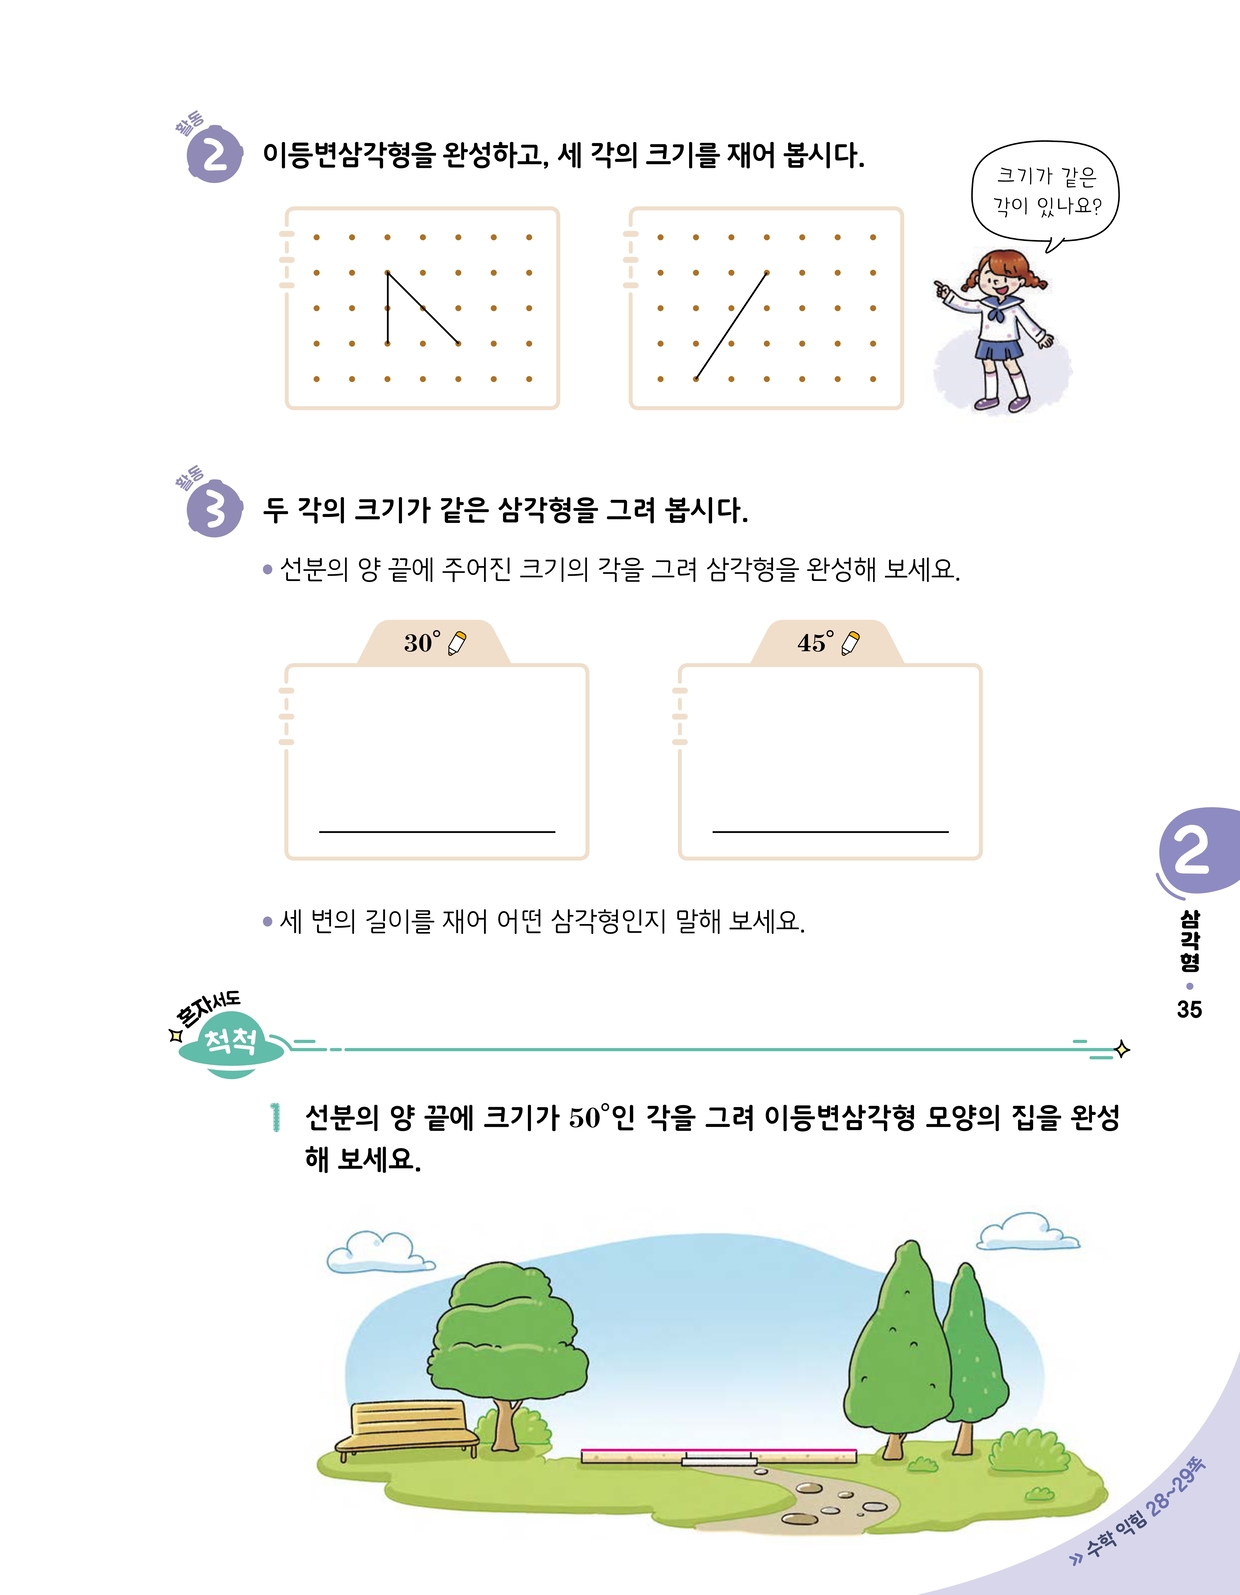 활동
2 이등변삼각형을 완성하고, 세 각의 크기를 재어 봅시다.
크기가 같은
각이 있나요?
활동
3 두 각의 크기가 같은 삼각형을 그려 봅시다.
• 선분의 양 끝에 주어진 크기의 각을 그려 삼각형을 완성해 보세요.
30°
45°
• 세 변의 길이를 재어 어떤 삼각형인지 말해 보세요.
2
삼각형 • 35
혼자서도
척척
1 선분의 양 끝에 크기가 50°인 각을 그려 이등변삼각형 모양의 집을 완성
해 보세요.
» 수학 익힘 28~29쪽